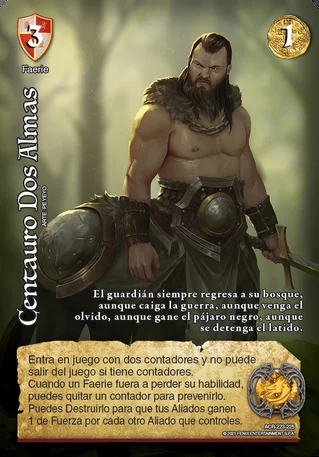 3
1
Faerie
Centauro Dos Almas
ARTE: PEYEYO
El guardián siempre regresa a su bosque,
aunque caiga la guerra, aunque venga el
olvido, aunque gane el pájaro negro, aunque
se detenga el latido.
Entra en juego con dos contadores y no puede
salir del juego si tiene contadores.
Cuando un Faerie fuera a perder su habilidad,
puedes quitar un contador para prevenirlo.
Puedes Destruirlo para que tus Aliados ganen
1 de Fuerza por cada otro Aliado que controles.
ACR-223-225
© 2021 FENIX ENTERTAINMENT S.P.A